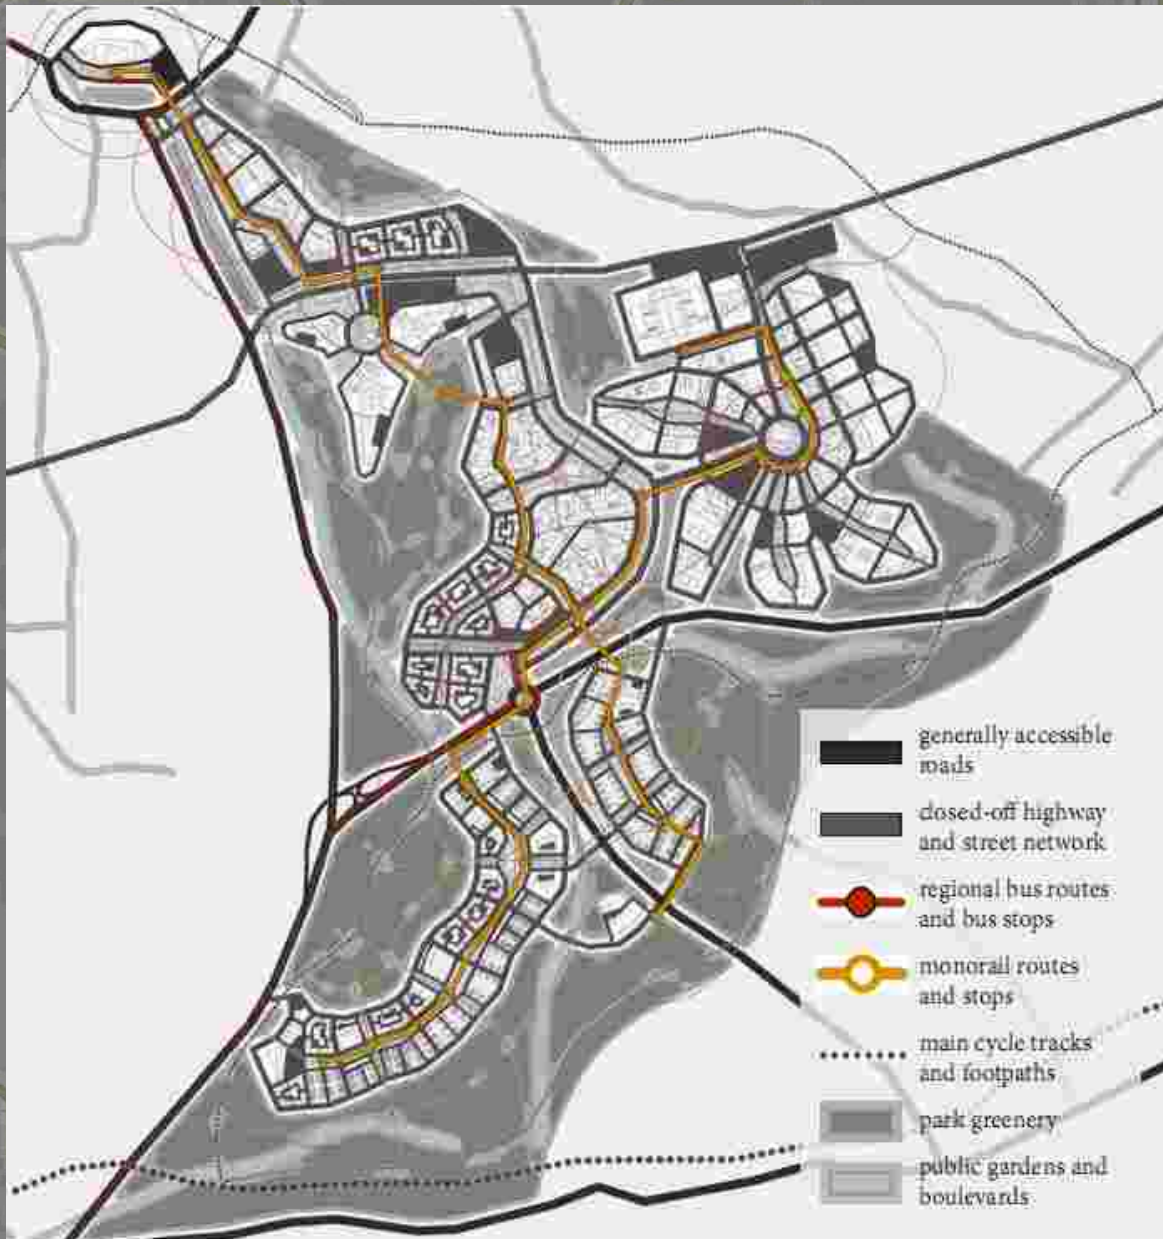 generally accessible
roads
closed-off highway
and street network
regional bus routes
and bus stops
monorail routes
and stops
main cycle tracks
and footpaths
park greenery
public gardens and
boulevards